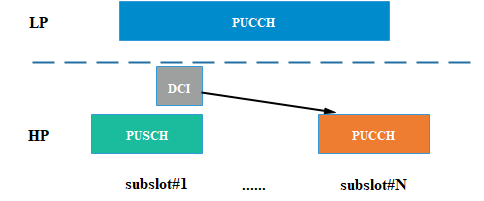 LP PUCCH
DCI
HP PUSCH PUCCH
subslot#1 ...... subslot#N